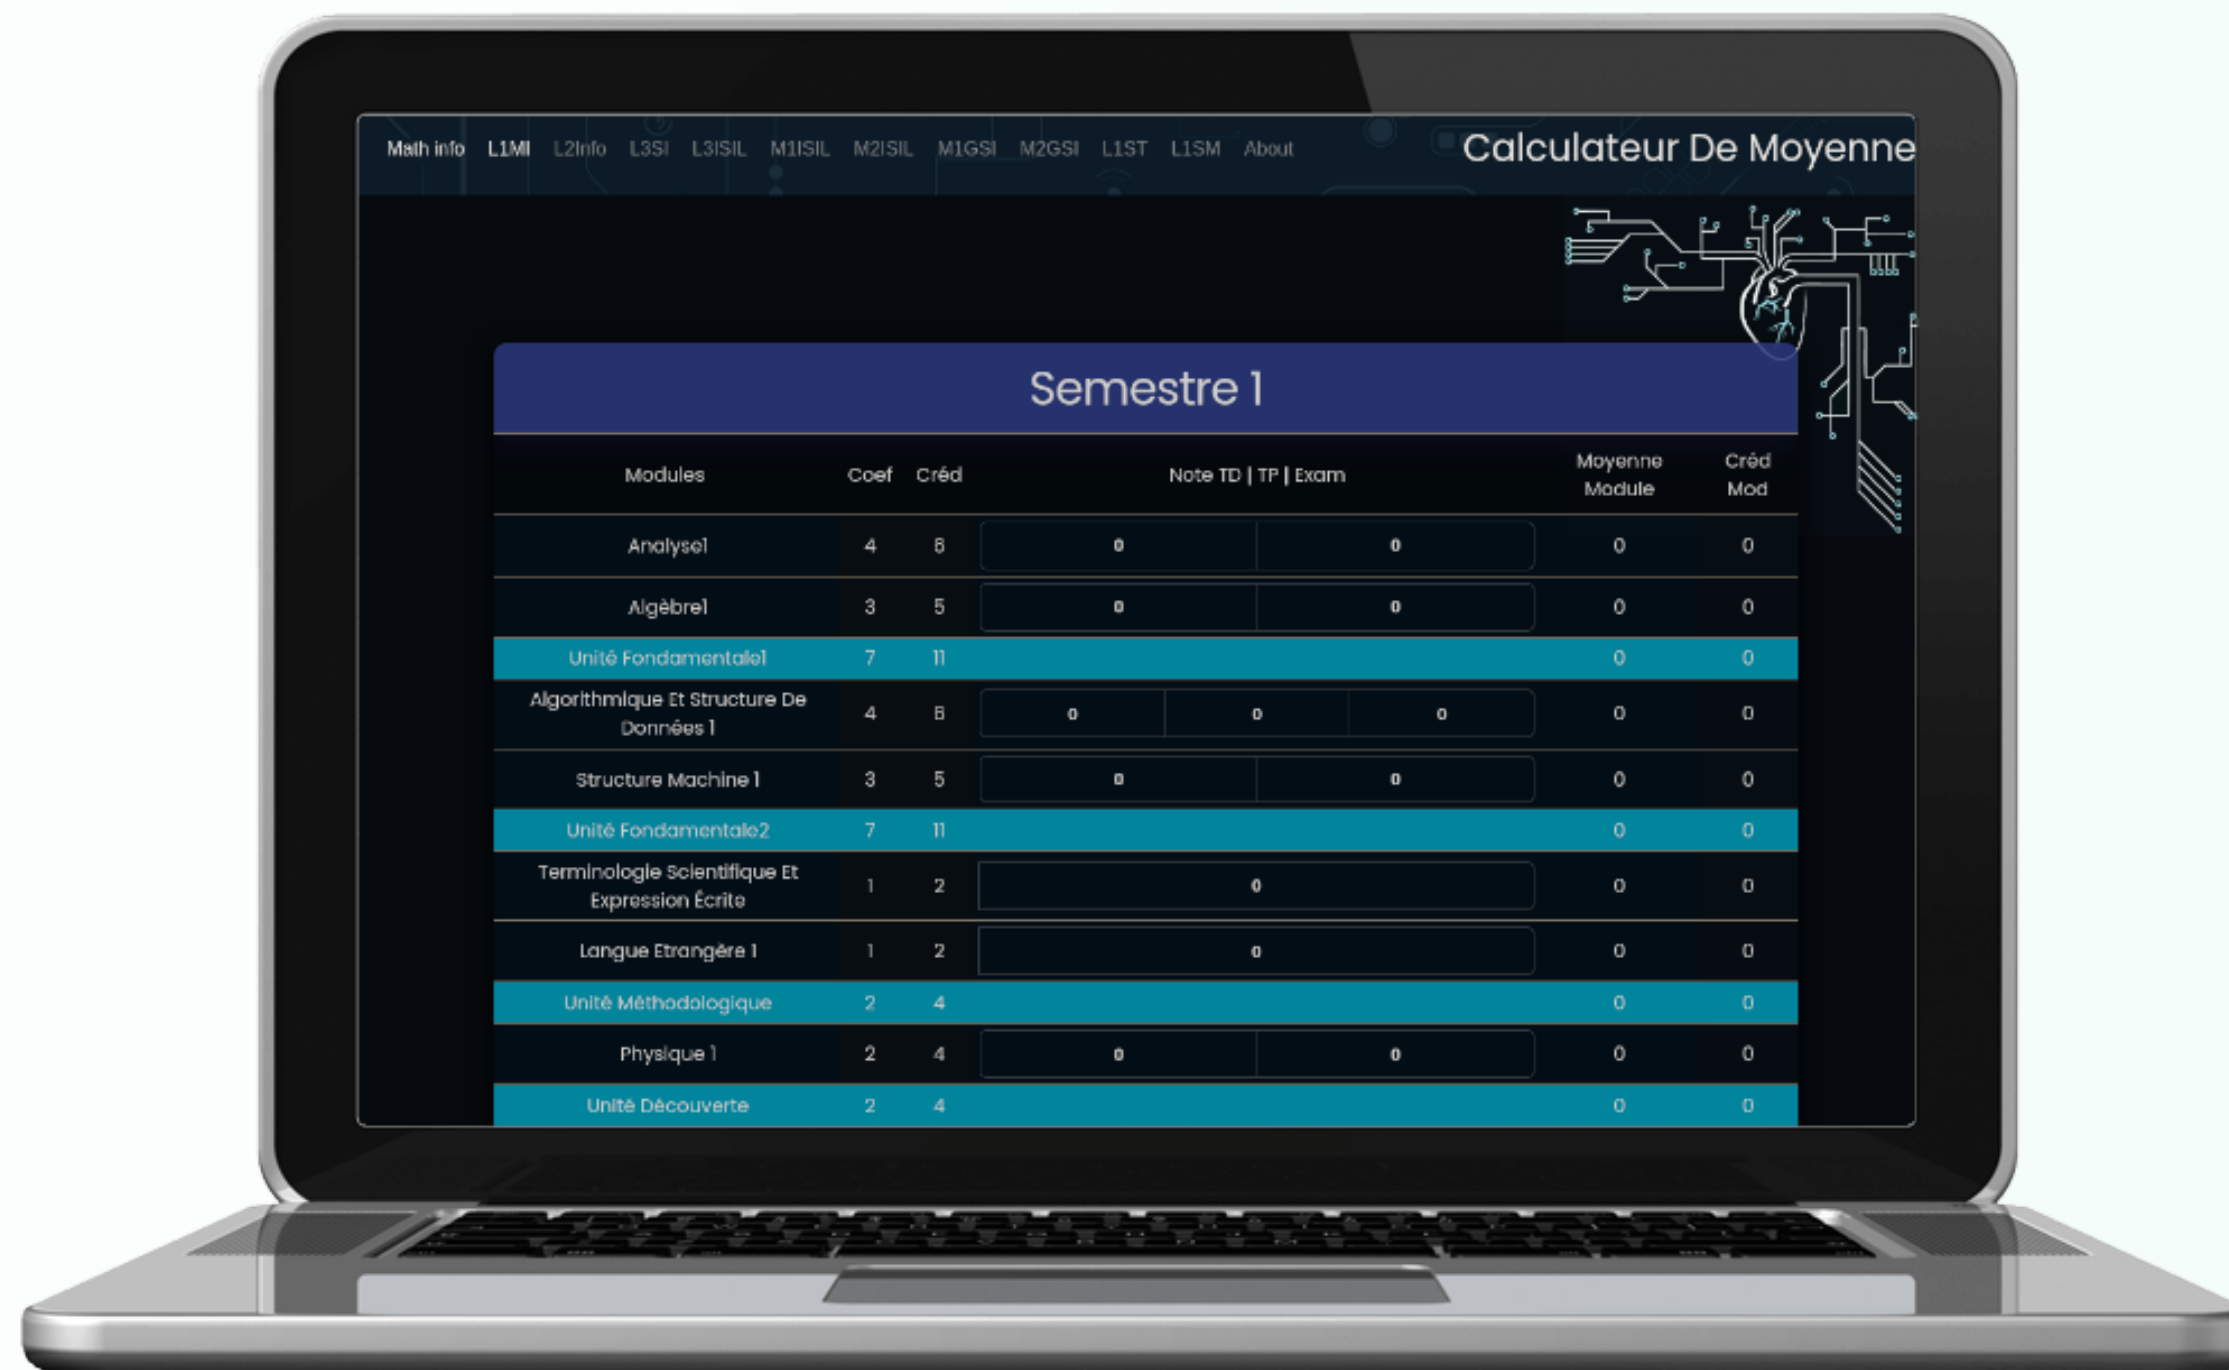 Math info L1MI L2Info L3SI L3ISIL M1ISIL M2ISIL M1GSI M2GSI L1ST L1SM About
Calculateur De Moyenne
Semestre 1
Modules Coef Créd Note TD | TP | Exam Moyenne Module Créd Mod
Analyse1 4 6 0 0 0 0
Algèbre1 3 5 0 0 0 0
Unité Fondamentale1 7 11 0 0
Algorithmique Et Structure De
Données 1 4 6 0 0 0 0 0
Structure Machine 1 3 5 0 0 0 0
Unité Fondamentale2 7 11 0 0
Terminologie Scientifique Et
Expression Écrite 1 2 0 0 0
Langue Etrangère 1 1 2 0 0 0
Unité Méthodologique 2 4 0 0
Physique 1 2 4 0 0 0 0
Unité Découverte 2 4 0 0